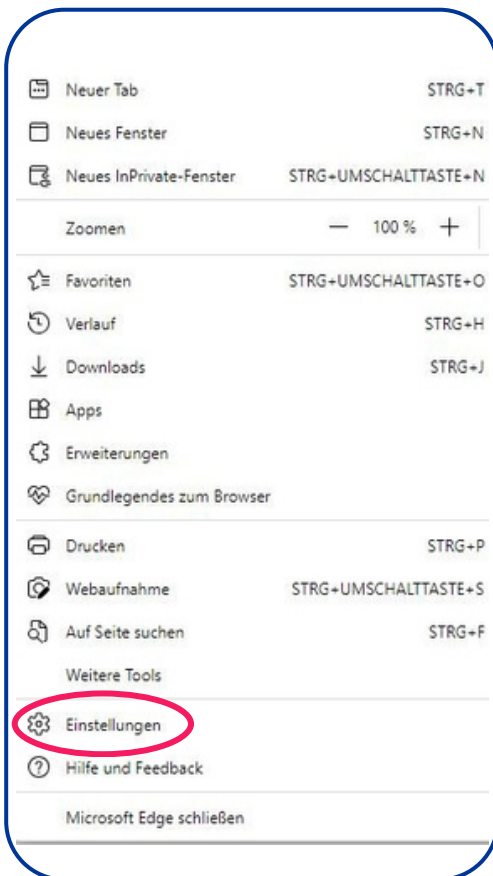 Neuer Tab STRG+T
Neues Fenster STRG+N
Neues InPrivate-Fenster STRG+UMSCHALTTASTE+N
Zoomen — 100 % +
Favoriten STRG+UMSCHALTTASTE+O
Verlauf STRG+H
Downloads STRG+J
Apps
Erweiterungen
Grundlegendes zum Browser
Drucken STRG+P
Webaufnahme STRG+UMSCHALTTASTE+S
Auf Seite suchen STRG+F
Weitere Tools
Einstellungen
Hilfe und Feedback
Microsoft Edge schließen